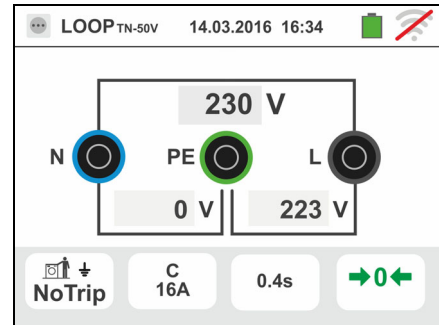 LOOP TN-50V 14.03.2016 16:34
230 V
N PE L
0 V 223 V
NoTrip C 0.4s →0←
16A